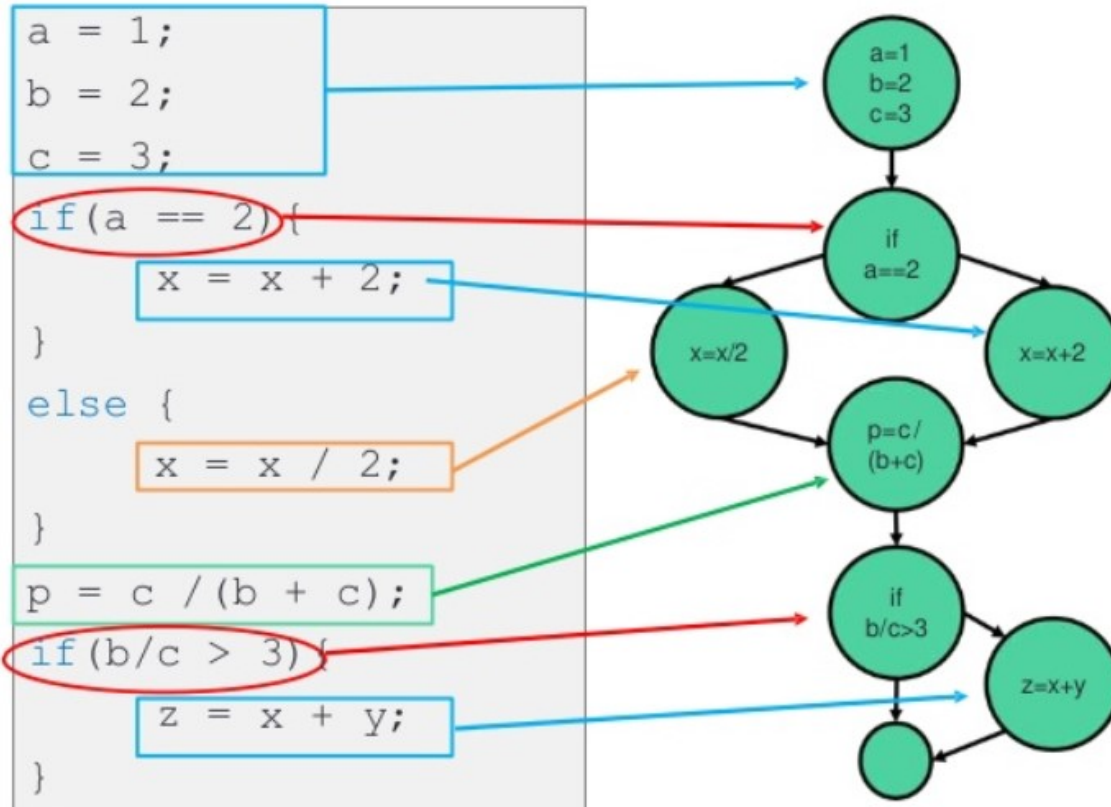 a = 1;
b = 2;
c = 3;
if(a == 2){
x = x + 2;
}
else {
x = x / 2;
}
p = c /(b + c);
if(b/c > 3){
z = x + y;
}
a=1
b=2
c=3
if
a==2
x=x/2
x=x+2
p=c/
(b+c)
if
b/c>3
z=x+y